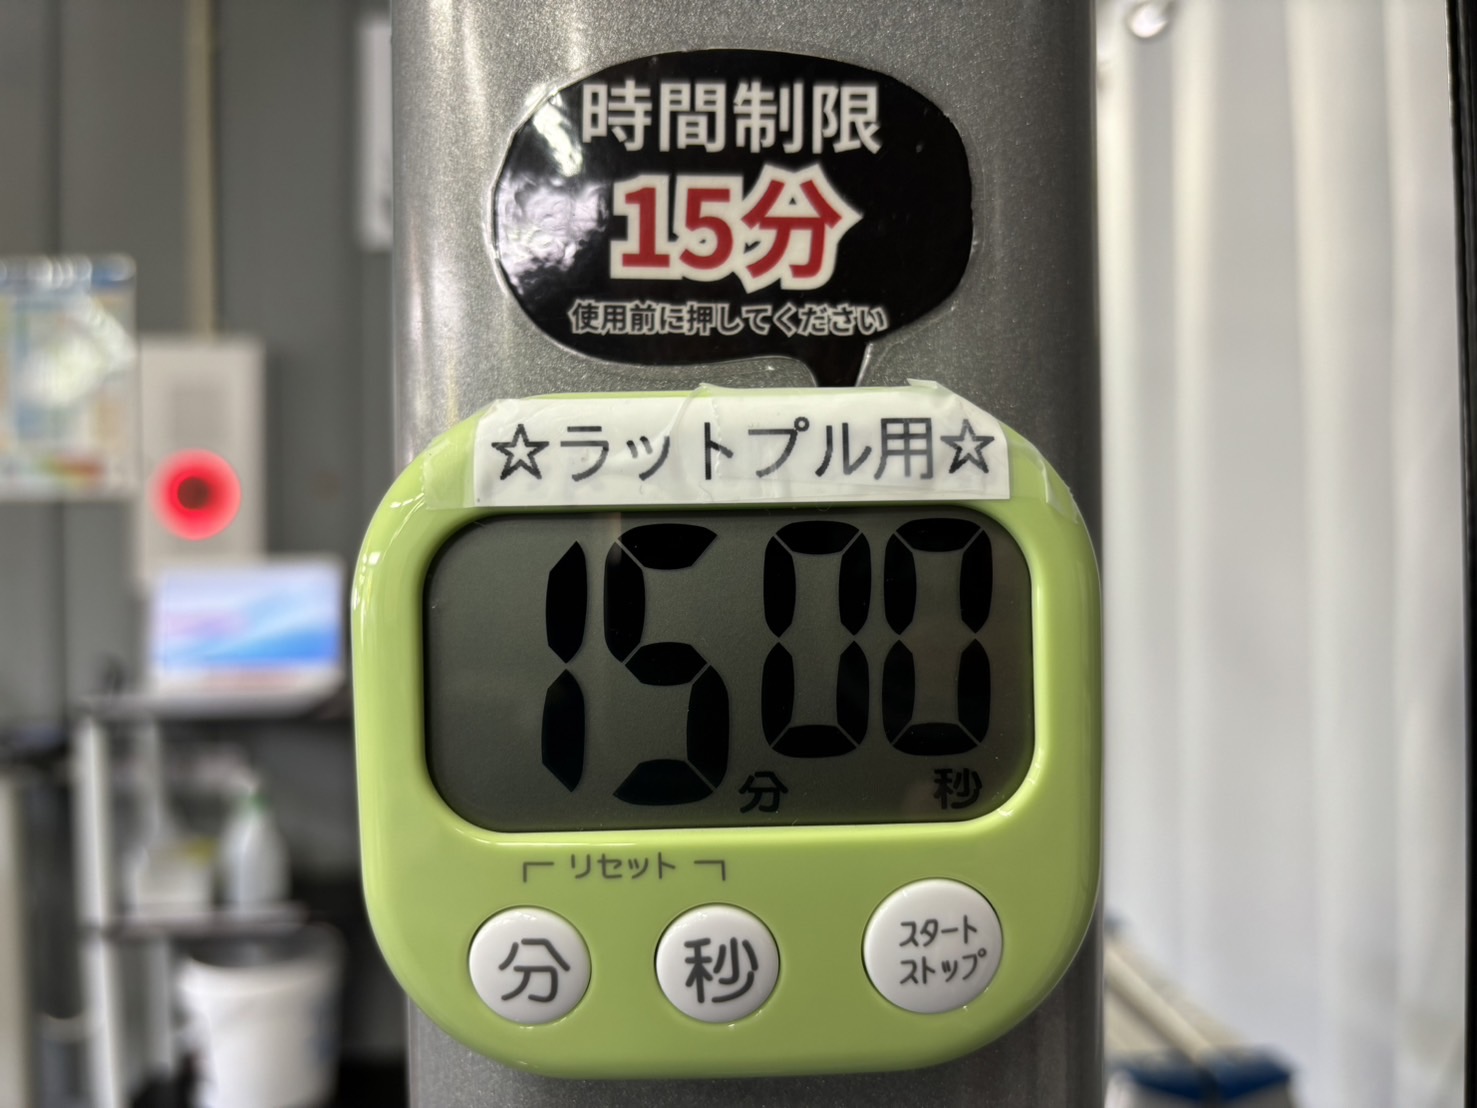 時間制限
15分
使用前に押してください
☆ラットプル用☆
15 00
分 秒
リセット
分 秒 スタート
ストップ